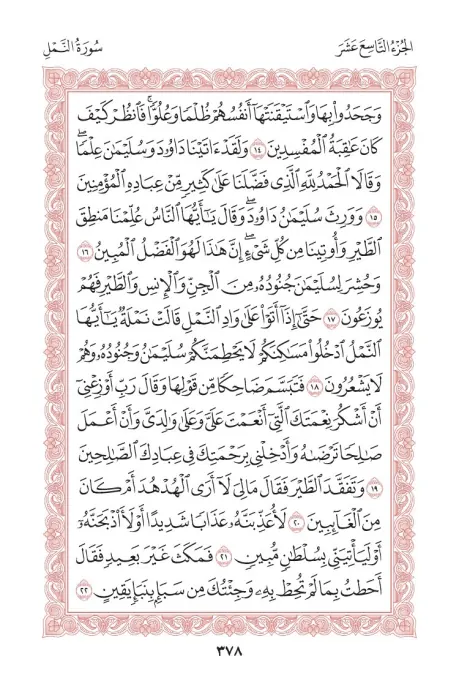 الجُزْءُ التَّاسِعَ عَشَرَ سُورَةُ النَّمْلِ
وَجَحَدُوا۟ بِهَا وَٱسْتَيْقَنَتْهَآ أَنفُسُهُمْ ظُلْمًا وَعُلُوًّا ۚ فَٱنظُرْ كَيْفَ
كَانَ عَٰقِبَةُ ٱلْمُفْسِدِينَ ١٤ وَلَقَدْ ءَاتَيْنَا دَاوُۥدَ وَسُلَيْمَٰنَ عِلْمًا ۖ
وَقَالَا ٱلْحَمْدُ لِلَّهِ ٱلَّذِى فَضَّلَنَا عَلَىٰ كَثِيرٍ مِّنْ عِبَادِهِ ٱلْمُؤْمِنِينَ
١٥ وَوَرِثَ سُلَيْمَٰنُ دَاوُۥدَ ۖ وَقَالَ يَٰٓأَيُّهَا ٱلنَّاسُ عُلِّمْنَا مَنطِقَ
ٱلطَّيْرِ وَأُوتِينَا مِن كُلِّ شَىْءٍ ۖ إِنَّ هَٰذَا لَهُوَ ٱلْفَضْلُ ٱلْمُبِينُ ١٦
وَحُشِرَ لِسُلَيْمَٰنَ جُنُودُهُۥ مِنَ ٱلْجِنِّ وَٱلْإِنسِ وَٱلطَّيْرِ فَهُمْ
يُوزَعُونَ ١٧ حَتَّىٰٓ إِذَآ أَتَوْا۟ عَلَىٰ وَادِ ٱلنَّمْلِ قَالَتْ نَمْلَةٌ يَٰٓأَيُّهَا
ٱلنَّمْلُ ٱدْخُلُوا۟ مَسَٰكِنَكُمْ لَا يَحْطِمَنَّكُمْ سُلَيْمَٰنُ وَجُنُودُهُۥ وَهُمْ
لَا يَشْعُرُونَ ١٨ فَتَبَسَّمَ ضَاحِكًا مِّن قَوْلِهَا وَقَالَ رَبِّ أَوْزِعْنِىٓ
أَنْ أَشْكُرَ نِعْمَتَكَ ٱلَّتِىٓ أَنْعَمْتَ عَلَىَّ وَعَلَىٰ وَٰلِدَىَّ وَأَنْ أَعْمَلَ
صَٰلِحًا تَرْضَىٰهُ وَأَدْخِلْنِى بِرَحْمَتِكَ فِى عِبَادِكَ ٱلصَّٰلِحِينَ
١٩ وَتَفَقَّدَ ٱلطَّيْرَ فَقَالَ مَا لِىَ لَآ أَرَى ٱلْهُدْهُدَ أَمْ كَانَ
مِنَ ٱلْغَآئِبِينَ ٢٠ لَأُعَذِّبَنَّهُۥ عَذَابًا شَدِيدًا أَوْ لَأَا۟ذْبَحَنَّهُۥٓ
أَوْ لَيَأْتِيَنِّى بِسُلْطَٰنٍ مُّبِينٍ ٢١ فَمَكَثَ غَيْرَ بَعِيدٍ فَقَالَ
أَحَطتُ بِمَا لَمْ تُحِطْ بِهِۦ وَجِئْتُكَ مِن سَبَإٍۭ بِنَبَإٍ يَقِينٍ ٢٢
٣٧٨